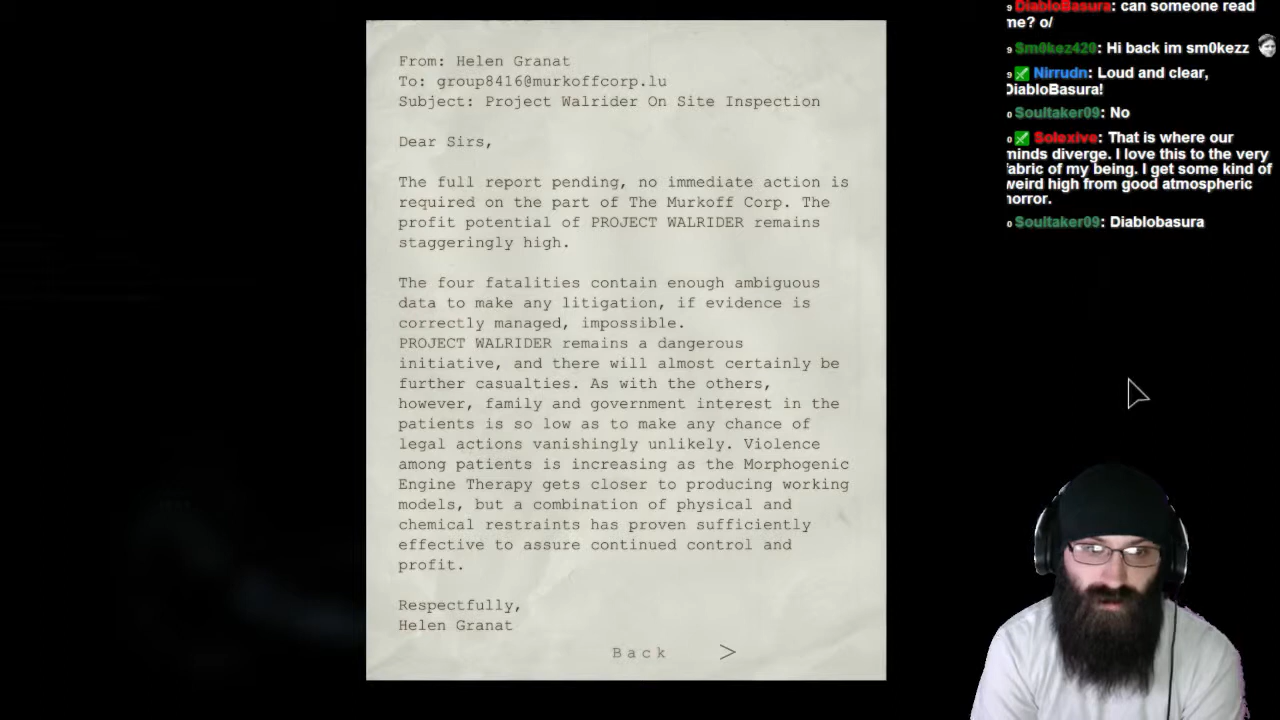 From: Helen Granat
To: group8416@murkoffcorp.lu
Subject: Project Walrider On Site Inspection
Dear Sirs,
The full report pending, no immediate action is
required on the part of The Murkoff Corp. The
profit potential of PROJECT WALRIDER remains
staggeringly high.
The four fatalities contain enough ambiguous
data to make any litigation, if evidence is
correctly managed, impossible.
PROJECT WALRIDER remains a dangerous
initiative, and there will almost certainly be
further casualties. As with the others,
however, family and government interest in the
patients is so low as to make any chance of
legal actions vanishingly unlikely. Violence
among patients is increasing as the Morphogenic
Engine Therapy gets closer to producing working
models, but a combination of physical and
chemical restraints has proven sufficiently
effective to assure continued control and
profit.
Respectfully,
Helen Granat
Back >
9 DiabloBasura: can someone read
me? o/
9 Sm0kez420: Hi back im sm0kezz
9 Nirrudn: Loud and clear,
DiabloBasura!
0 Soultaker09: No
0 Solexive: That is where our
minds diverge. I love this to the very
fabric of my being. I get some kind of
weird high from good atmospheric
horror.
0 Soultaker09: Diablobasura